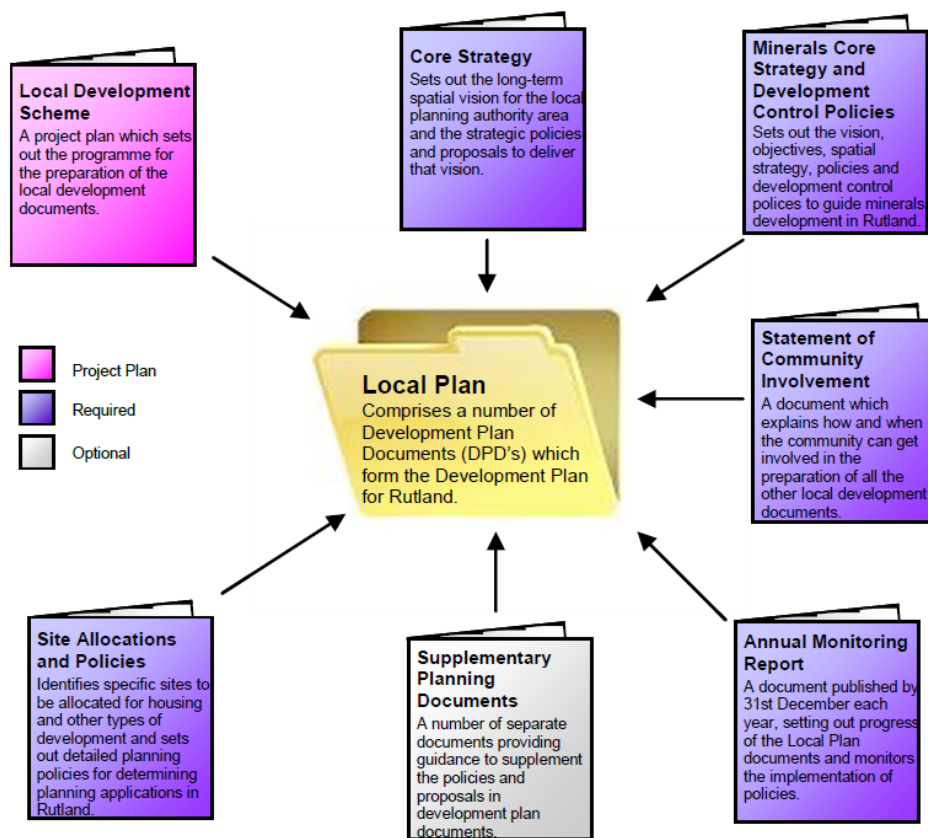 Local Development
Scheme
A project plan which sets
out the programme for
the preparation of the
local development
documents.
Core Strategy
Sets out the long-term
spatial vision for the local
planning authority area
and the strategic policies
and proposals to deliver
that vision.
Minerals Core
Strategy and
Development
Control Policies
Sets out the vision,
objectives, spatial
strategy, policies and
development control
polices to guide minerals
development in Rutland.
Project Plan
Required
Optional
Local Plan
Comprises a number of
Development Plan
Documents (DPD's) which
form the Development Plan
for Rutland.
Statement of
Community
Involvement
A document which
explains how and when
the community can get
involved in the
preparation of all the
other local development
documents.
Site Allocations
and Policies
Identifies specific sites to
be allocated for housing
and other types of
development and sets
out detailed planning
policies for determining
planning applications in
Rutland.
Supplementary
Planning
Documents
A number of separate
documents providing
guidance to supplement
the policies and
proposals in
development plan
documents.
Annual Monitoring
Report
A document published by
31st December each
year, setting out progress
of the Local Plan
documents and monitors
the implementation of
policies.